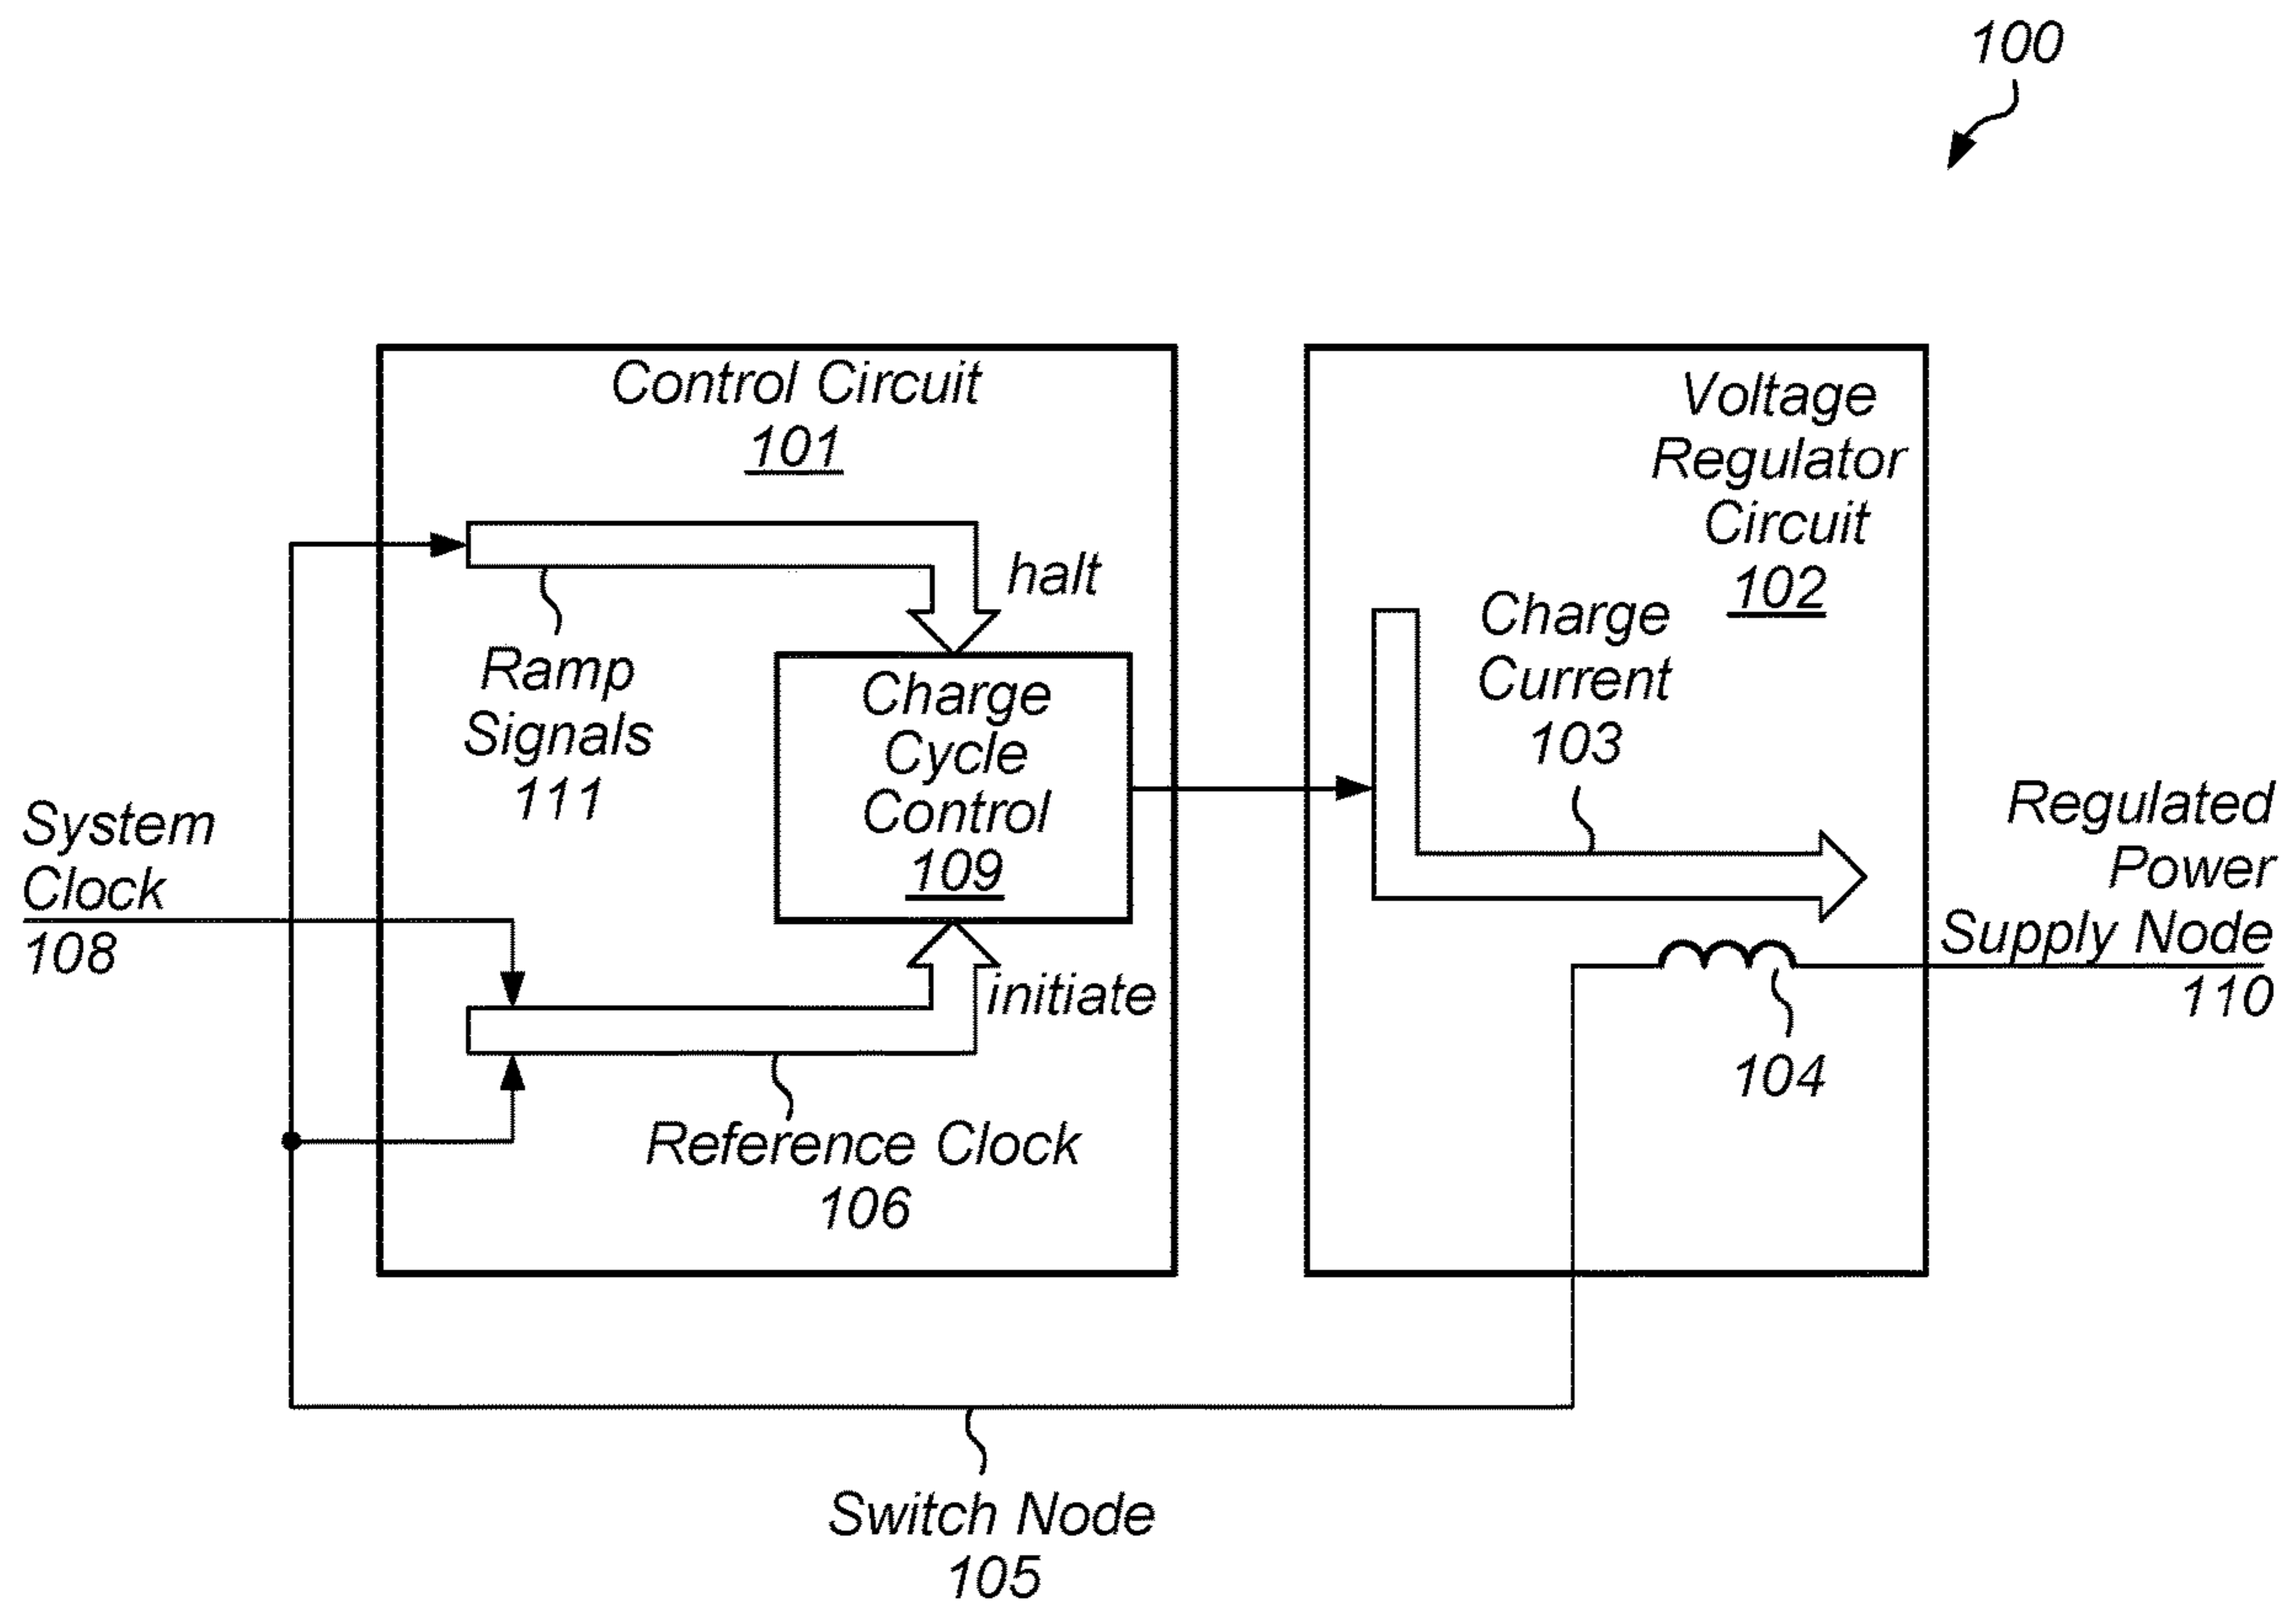 100
Control Circuit
101
halt
Ramp
Signals
111
Charge
Cycle
Control
109
initiate
Reference Clock
106
System
Clock
108
Voltage
Regulator
Circuit
102
Charge
Current
103
104
Regulated
Power
Supply Node
110
Switch Node
105